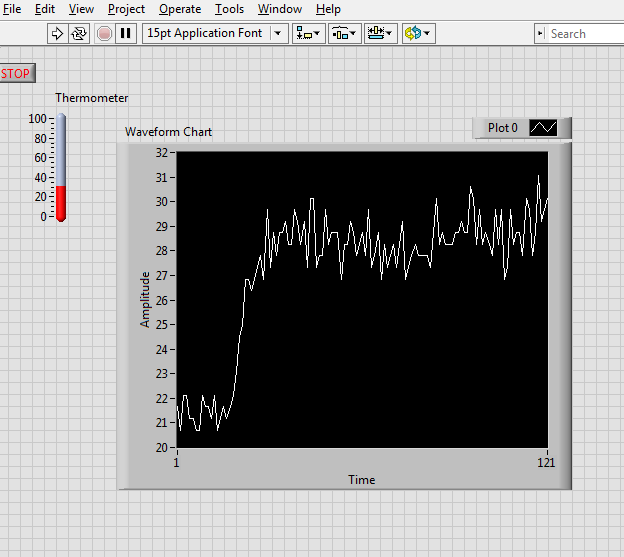 File Edit View Project Operate Tools Window Help
15pt Application Font
Search
STOP
Thermometer
100
80
60
40
20
0
Waveform Chart
Plot 0
32
31
30
29
28
27
26
25
24
23
22
21
20
Amplitude
1
121
Time